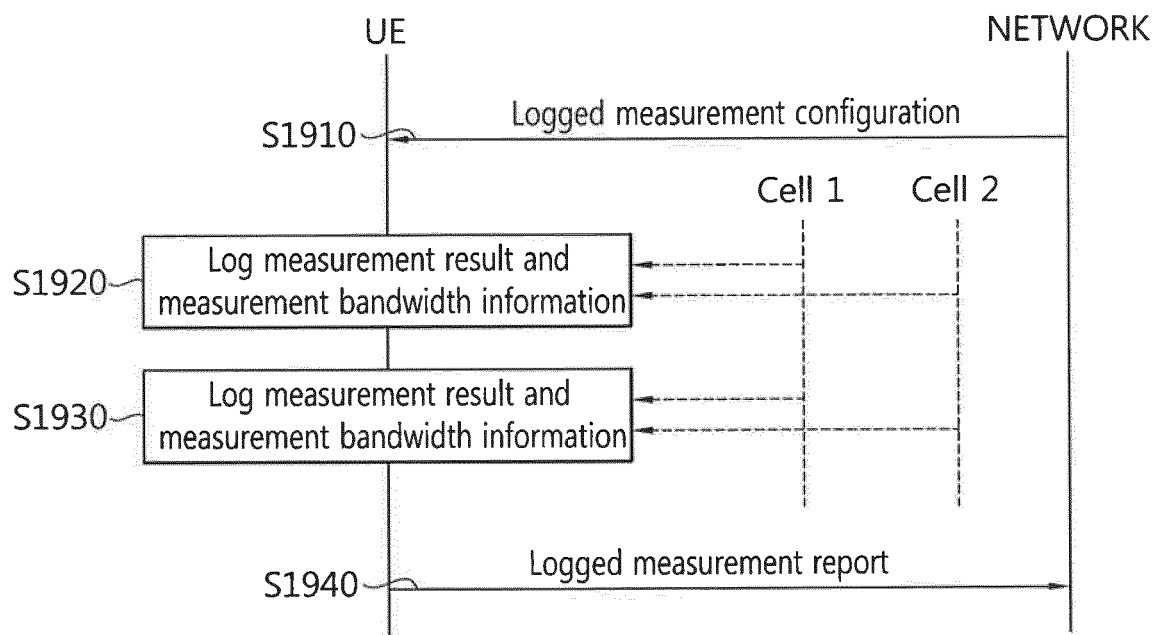 UE
NETWORK
Logged measurement configuration
S1910
Cell 1
Cell 2
Log measurement result and
measurement bandwidth information
S1920
Log measurement result and
measurement bandwidth information
S1930
Logged measurement report
S1940